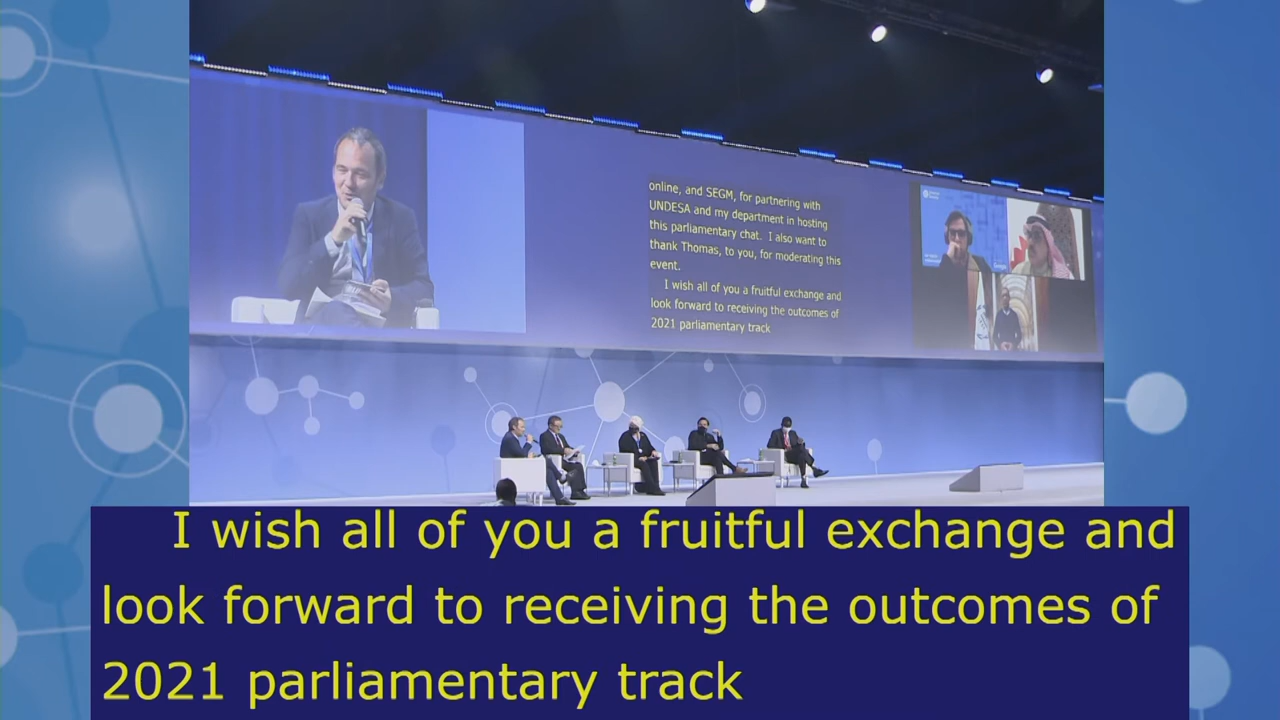 online, and SEGM, for partnering with
UNDESA and my department in hosting
this parliamentary chat.  I also want to
thank Thomas, to you, for moderating this
event.
I wish all of you a fruitful exchange and
look forward to receiving the outcomes of
2021 parliamentary track
I wish all of you a fruitful exchange and
look forward to receiving the outcomes of
2021 parliamentary track